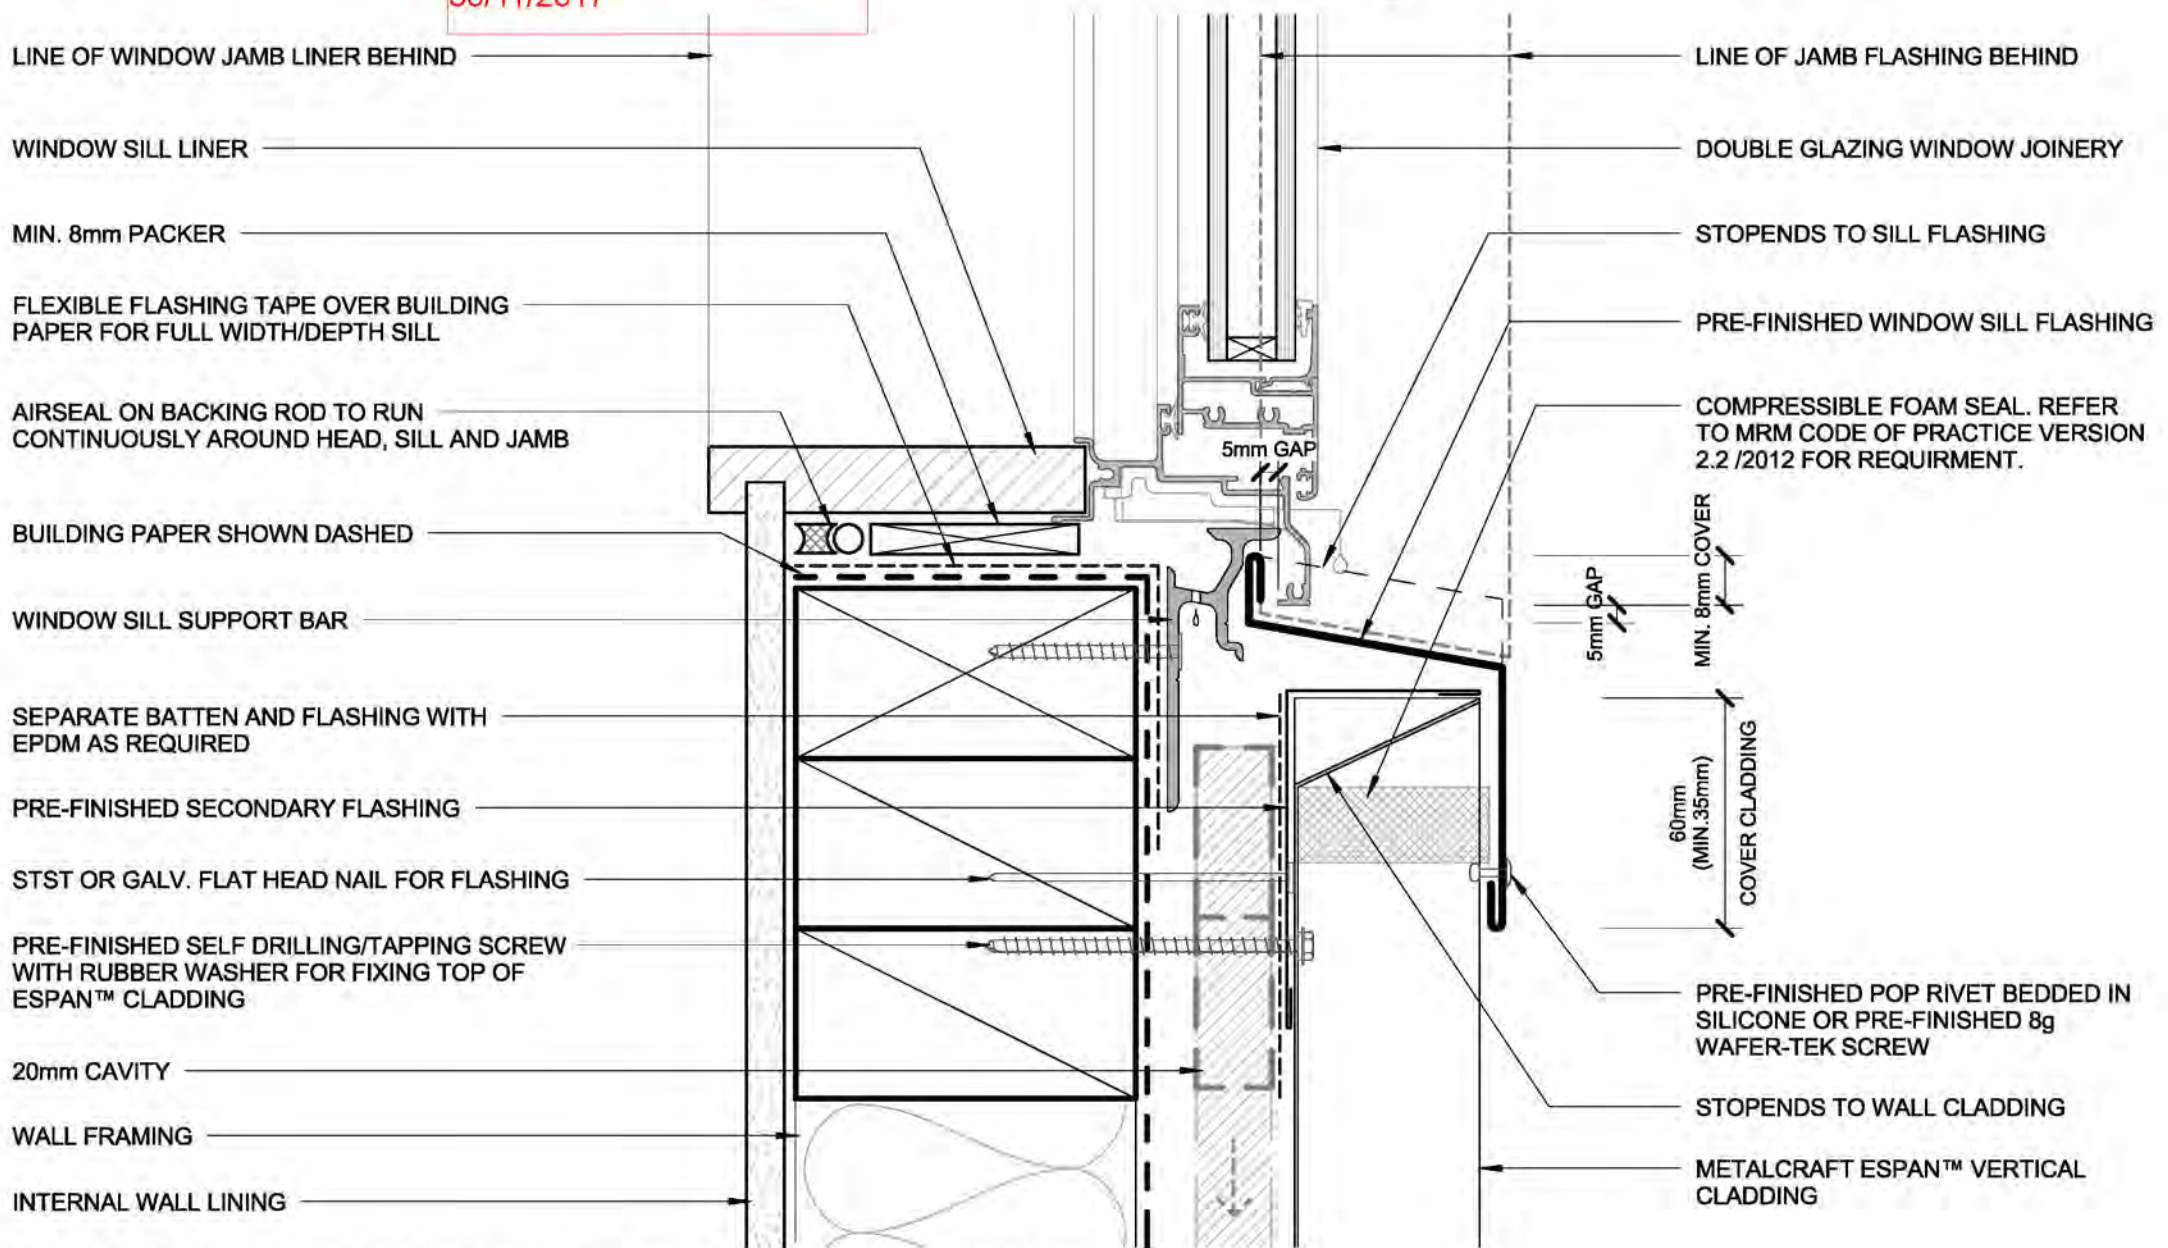 LINE OF WINDOW JAMB LINER BEHIND
WINDOW SILL LINER
MIN. 8mm PACKER
FLEXIBLE FLASHING TAPE OVER BUILDING
PAPER FOR FULL WIDTH/DEPTH SILL
AIRSEAL ON BACKING ROD TO RUN
CONTINUOUSLY AROUND HEAD, SILL AND JAMB
BUILDING PAPER SHOWN DASHED
WINDOW SILL SUPPORT BAR
SEPARATE BATTEN AND FLASHING WITH
EPDM AS REQUIRED
PRE-FINISHED SECONDARY FLASHING
STST OR GALV. FLAT HEAD NAIL FOR FLASHING
PRE-FINISHED SELF DRILLING/TAPPING SCREW
WITH RUBBER WASHER FOR FIXING TOP OF
ESPAN™ CLADDING
20mm CAVITY
WALL FRAMING
INTERNAL WALL LINING
5mm GAP
LINE OF JAMB FLASHING BEHIND
DOUBLE GLAZING WINDOW JOINERY
STOPENDS TO SILL FLASHING
PRE-FINISHED WINDOW SILL FLASHING
COMPRESSIBLE FOAM SEAL. REFER
TO MRM CODE OF PRACTICE VERSION
2.2 /2012 FOR REQUIRMENT.
5mm GAP
MIN. 8mm COVER
60mm
(MIN.35mm)
COVER CLADDING
PRE-FINISHED POP RIVET BEDDED IN
SILICONE OR PRE-FINISHED 8g
WAFER-TEK SCREW
STOPENDS TO WALL CLADDING
METALCRAFT ESPAN™ VERTICAL
CLADDING